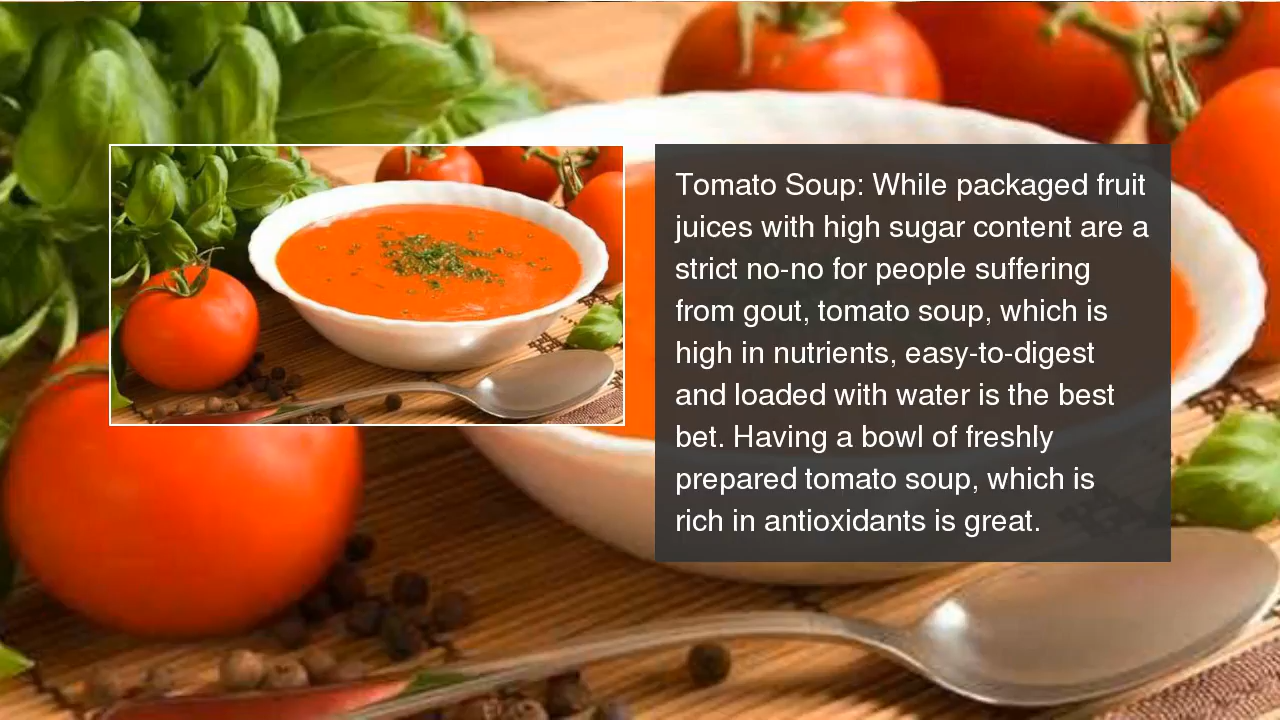 Tomato Soup: While packaged fruit
juices with high sugar content are a
strict no-no for people suffering
from gout, tomato soup, which is
high in nutrients, easy-to-digest
and loaded with water is the best
bet. Having a bowl of freshly
prepared tomato soup, which is
rich in antioxidants is great.